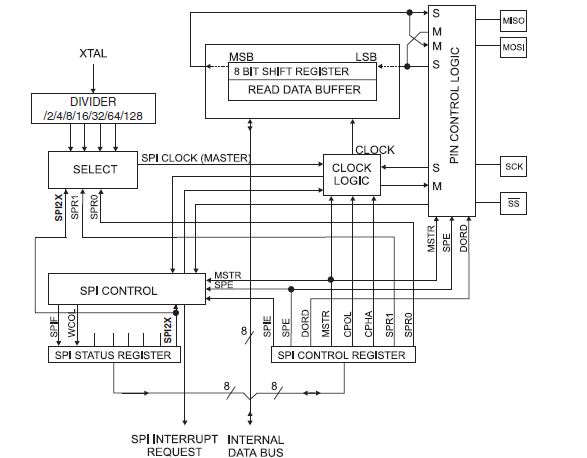 S
MISO
M
M
MOSI
XTAL
MSB
LSB
S
8 BIT SHIFT REGISTER
READ DATA BUFFER
DIVIDER
/2/4/8/16/32/64/128
PIN CONTROL LOGIC
CLOCK
SPI CLOCK (MASTER)
SELECT
CLOCK
LOGIC
S
SCK
M
SS
SPI2X
SPR1
SPR0
MSTR
SPE
DORD
MSTR
SPE
SPI CONTROL
SPIF
WCOL
SPI2X
SPIE
SPE
DORD
MSTR
CPOL
CPHA
SPR1
SPR0
8
SPI STATUS REGISTER
SPI CONTROL REGISTER
8
8
SPI INTERRUPT
REQUEST
INTERNAL
DATA BUS